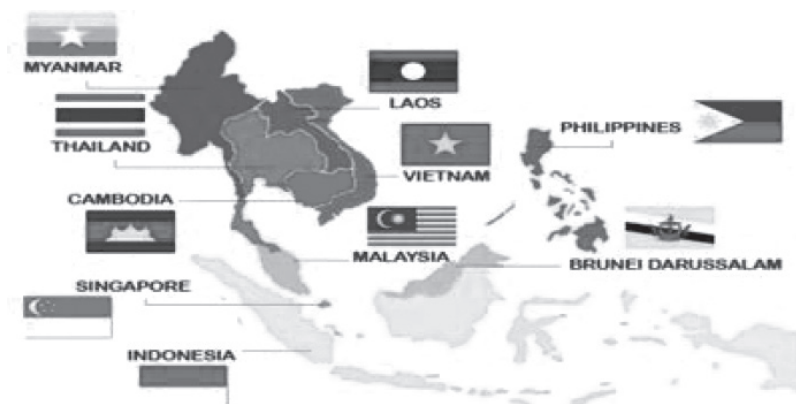 MYANMAR
LAOS
THAILAND
PHILIPPINES
VIETNAM
CAMBODIA
MALAYSIA
BRUNEI DARUSSALAM
SINGAPORE
INDONESIA